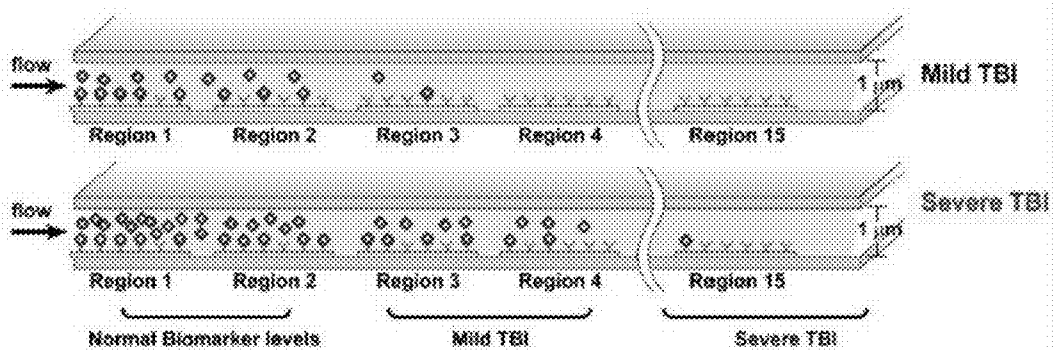 flow
Mild TBI
1 μm
Region 1 Region 2 Region 3 Region 4 Region 15
flow
Severe TBI
1 μm
Region 1 Region 2 Region 3 Region 4 Region 15
Normal Biomarker levels Mild TBI Severe TBI